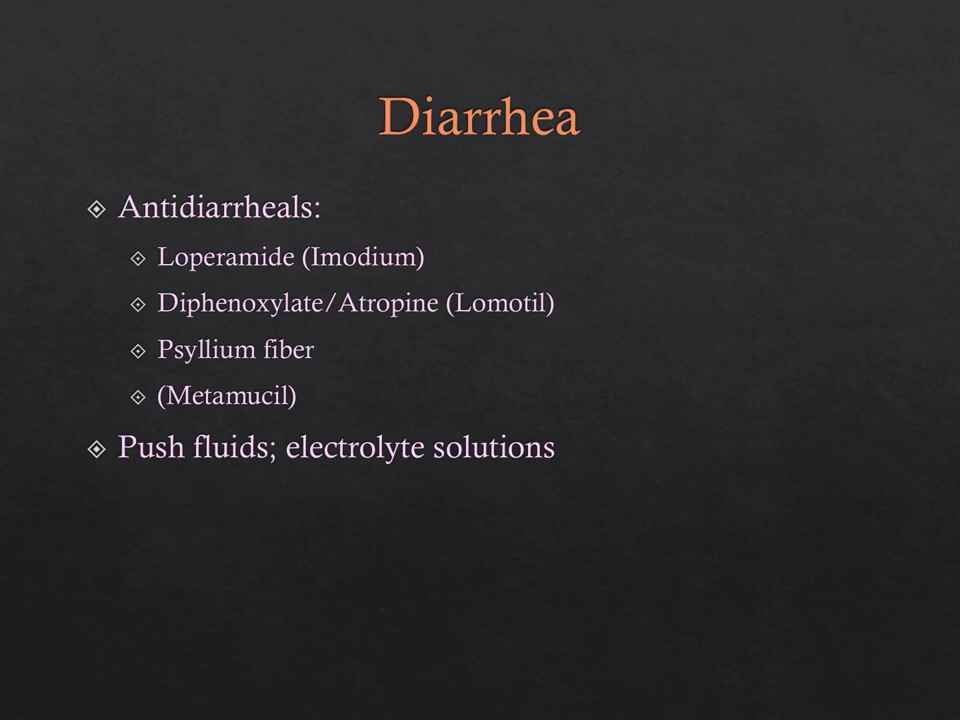 Diarrhea
Antidiarrheals:
Loperamide (Imodium)
Diphenoxylate/Atropine (Lomotil)
Psyllium fiber
(Metamucil)
Push fluids; electrolyte solutions